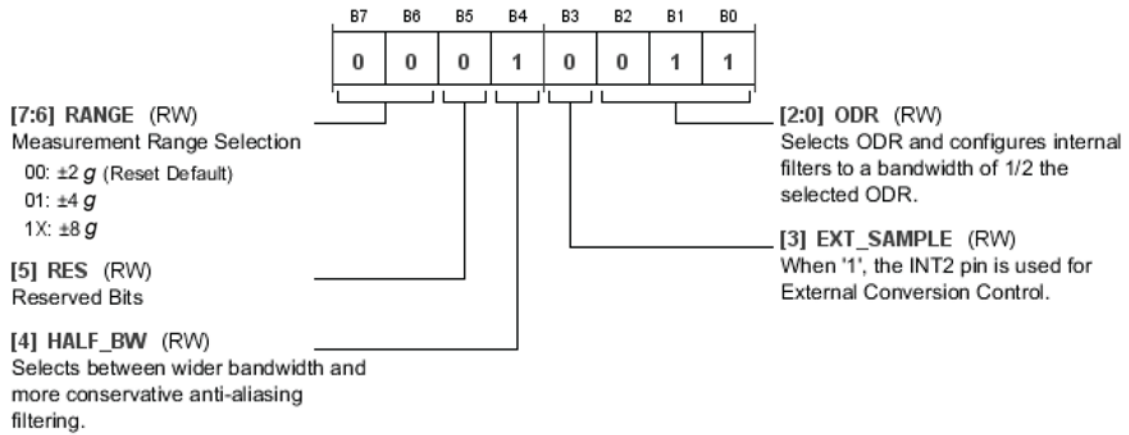 B7 B6 B5 B4 B3 B2 B1 B0
0 0 0 1 0 0 1 1
[7:6] RANGE (RW)
Measurement Range Selection
00: ±2 g (Reset Default)
01: ±4 g
1X: ±8 g
[5] RES (RW)
Reserved Bits
[4] HALF_BW (RW)
Selects between wider bandwidth and
more conservative anti-aliasing
filtering.
[2:0] ODR (RW)
Selects ODR and configures internal
filters to a bandwidth of 1/2 the
selected ODR.
[3] EXT_SAMPLE (RW)
When '1', the INT2 pin is used for
External Conversion Control.